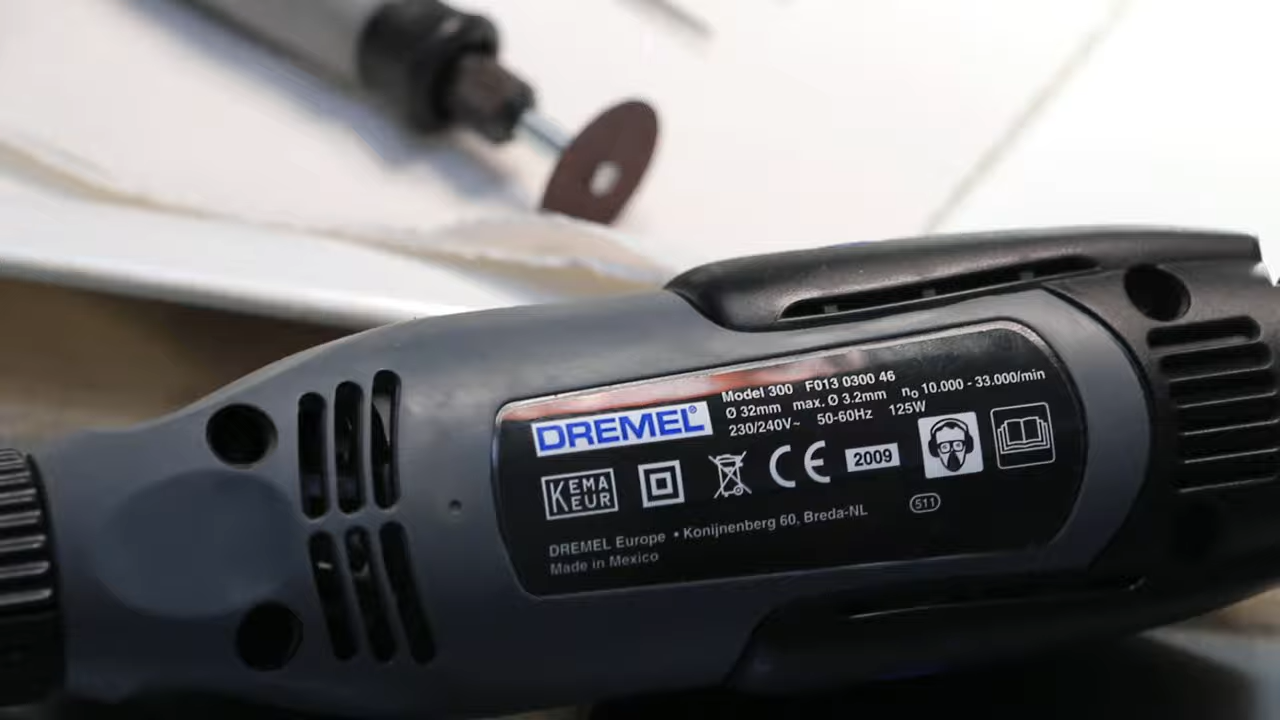 DREMEL®
Model 300 F013 0300 46
Ø 32mm max. Ø 3.2mm no 10.000 - 33.000/min
230/240V~ 50-60Hz 125W
KEMA
KEUR
CE
2009
511
DREMEL Europe • Konijnenberg 60, Breda-NL
Made in Mexico